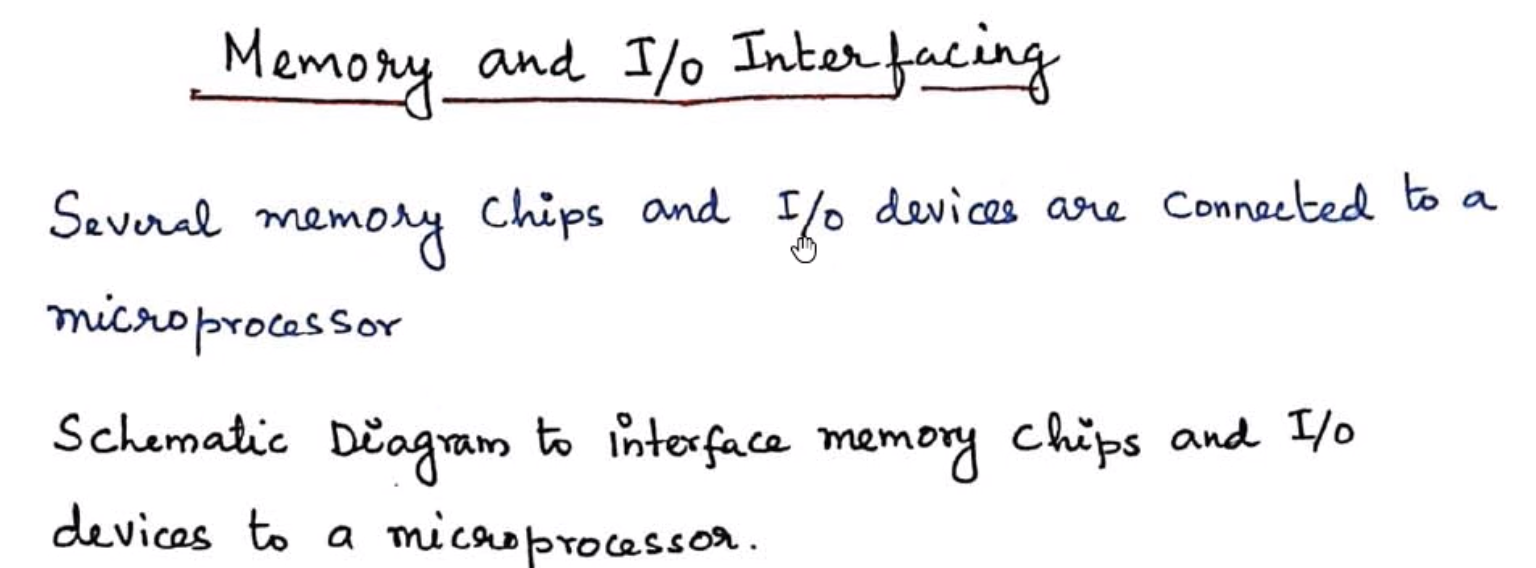 Memory and I/o Interfacing
Several memory Chips and I/o devices are Connected to a
microprocessor
Schematic Diagram to interface memory Chips and I/o
devices to a microprocessor.